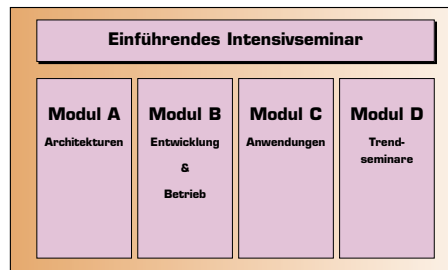 Einführendes Intensivseminar
Modul A
Architekturen
Modul B
Entwicklung
&
Betrieb
Modul C
Anwendungen
Modul D
Trend-
seminare